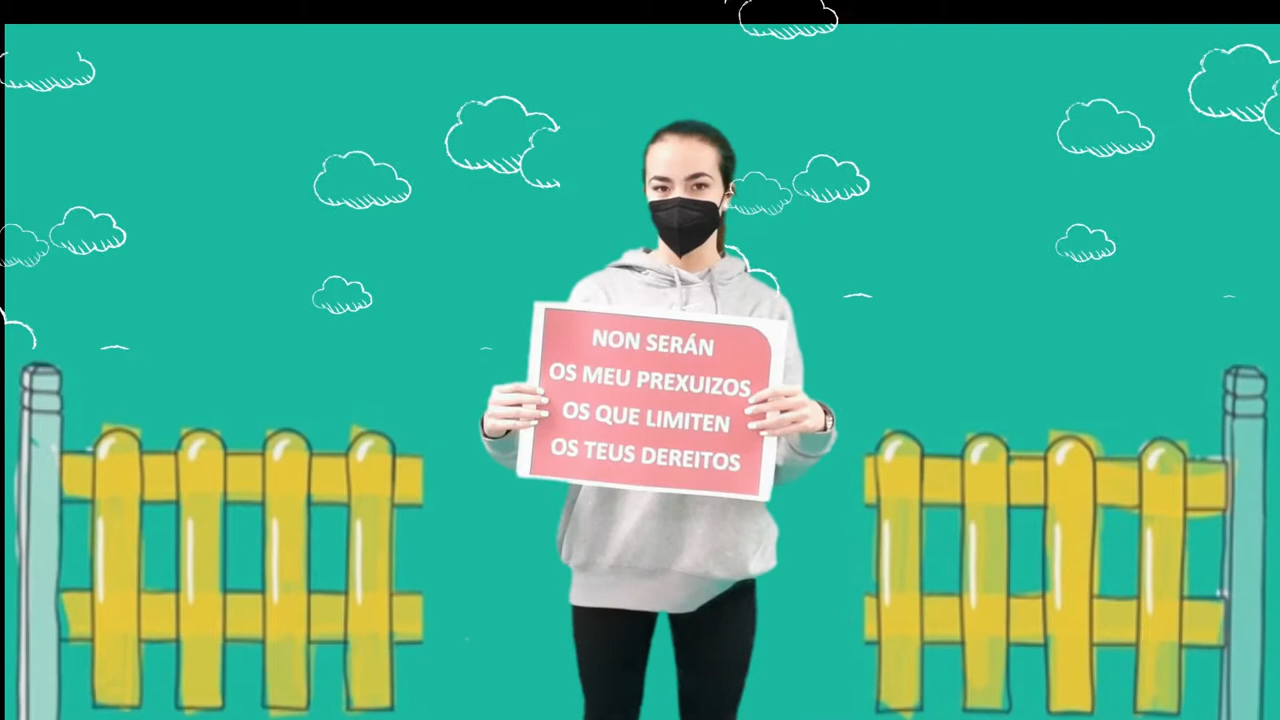 NON SERÁN
OS MEU PREXUIZOS
OS QUE LIMITEN
OS TEUS DEREITOS